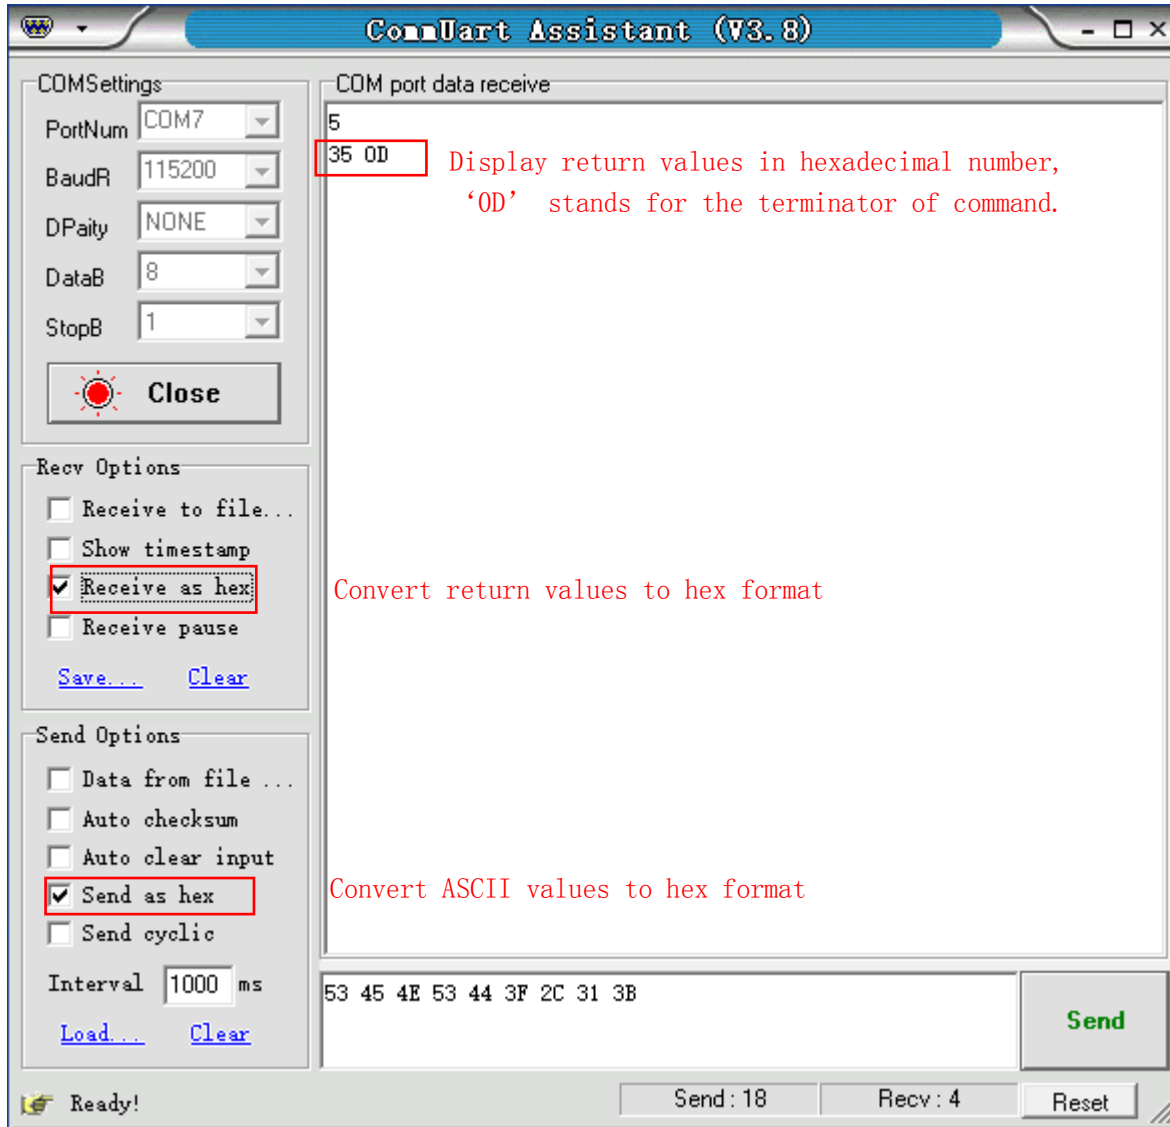 CommUart Assistant (V3.8)
COMSettings
PortNum COM7
BaudR 115200
DPaity NONE
DataB 8
StopB 1
Close
Recv Options
Receive to file...
Show timestamp
Receive as hex
Receive pause
Save... Clear
Send Options
Data from file ...
Auto checksum
Auto clear input
Send as hex
Send cyclic
Interval 1000 ms
Load... Clear
COM port data receive
5
35 0D
Display return values in hexadecimal number,
‘0D’ stands for the terminator of command.
Convert return values to hex format
Convert ASCII values to hex format
53 45 4E 53 44 3F 2C 31 3B
Send
Ready!
Send : 18
Recv : 4
Reset